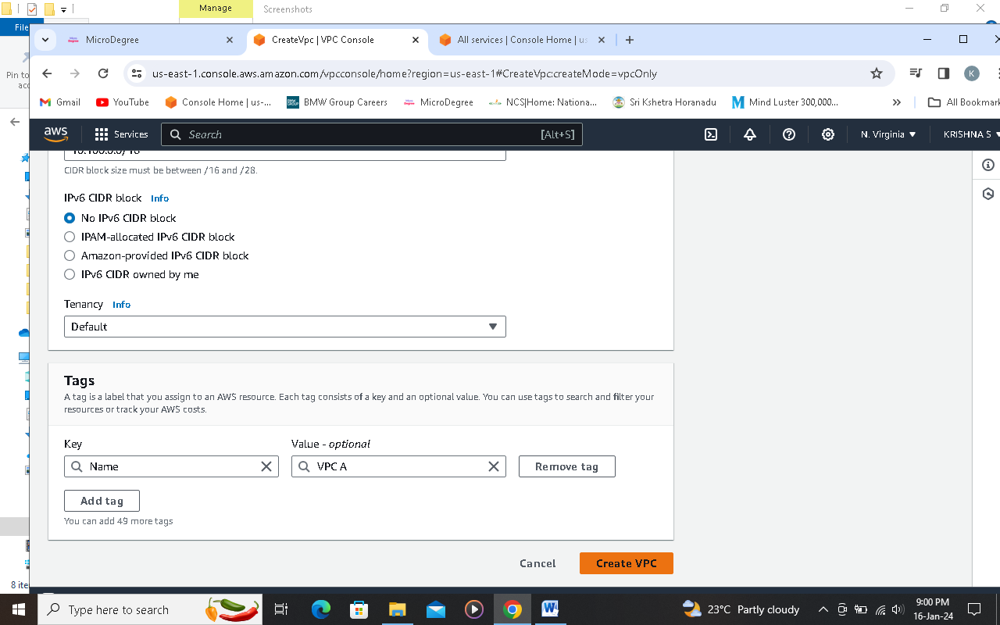 Manage
Screenshots
File
Pin to
acc
MicroDegree
CreateVpc | VPC Console
All services | Console Home | us
us-east-1.console.aws.amazon.com/vpcconsole/home?region=us-east-1#CreateVpc:createMode=vpcOnly
K
Gmail
YouTube
Console Home | us-...
BMW Group Careers
MicroDegree
NCS|Home: Nationa...
Sri Kshetra Horanadu
Mind Luster 300,000...
»
All Bookmark
aws
Services
Search
[Alt+S]
N. Virginia
KRISHNA S
CIDR block size must be between /16 and /28.
IPv6 CIDR block Info
No IPv6 CIDR block
IPAM-allocated IPv6 CIDR block
Amazon-provided IPv6 CIDR block
IPv6 CIDR owned by me
Tenancy Info
Default
Tags
A tag is a label that you assign to an AWS resource. Each tag consists of a key and an optional value. You can use tags to search and filter your
resources or track your AWS costs.
Key
Value - optional
Name
VPC A
Remove tag
Add tag
You can add 49 more tags
Cancel
Create VPC
8 ite
Type here to search
23°C Partly cloudy
9:00 PM
16-Jan-24